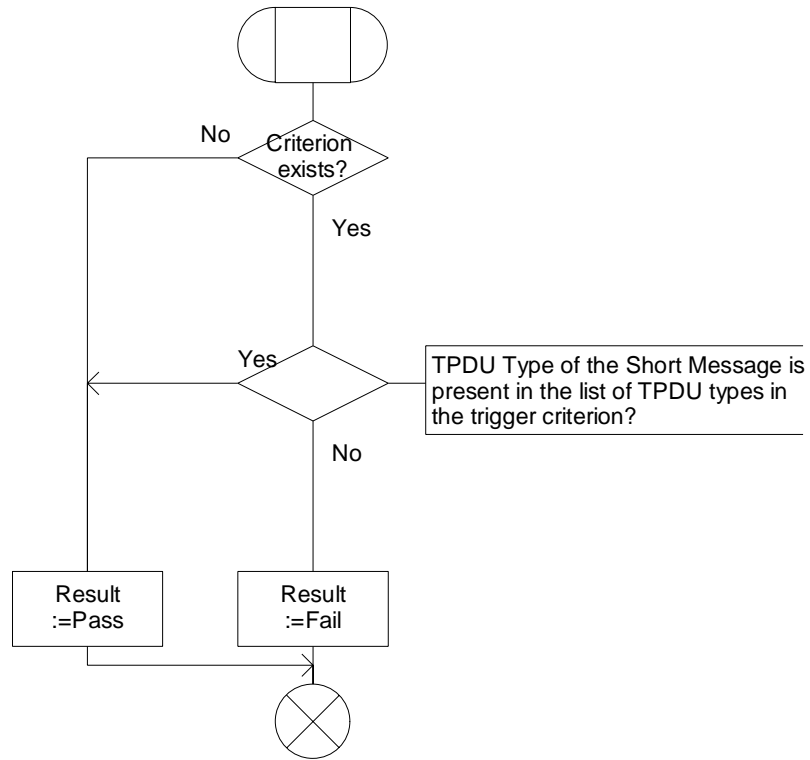 No
Criterion
exists?
Yes
Yes
TPDU Type of the Short Message is
present in the list of TPDU types in
the trigger criterion?
No
Result
:=Pass
Result
:=Fail